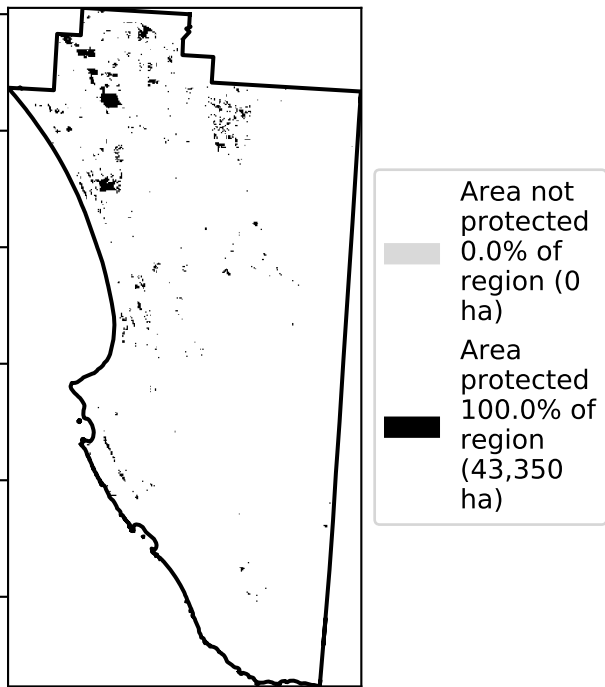 Area not
protected
0.0% of
region (0
ha)
Area
protected
100.0% of
region
(43,350
ha)